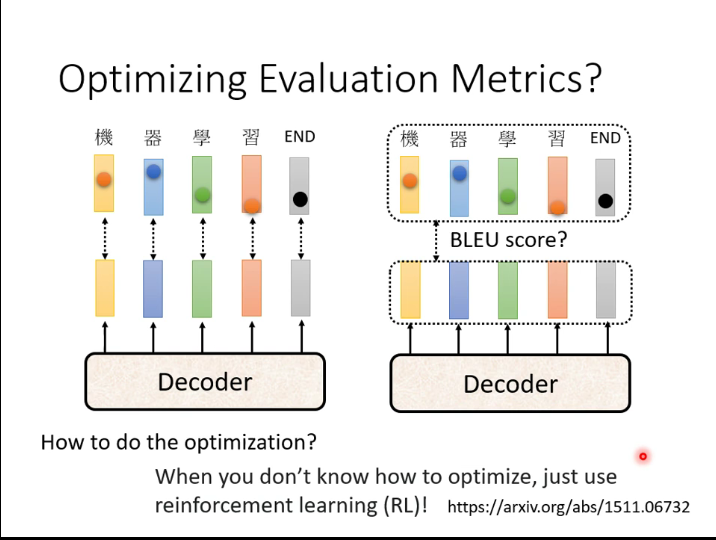 Optimizing Evaluation Metrics?
機 器 學 習 END
機 器 學 習 END
BLEU score?
Decoder
Decoder
How to do the optimization?
When you don't know how to optimize, just use
reinforcement learning (RL)! https://arxiv.org/abs/1511.06732